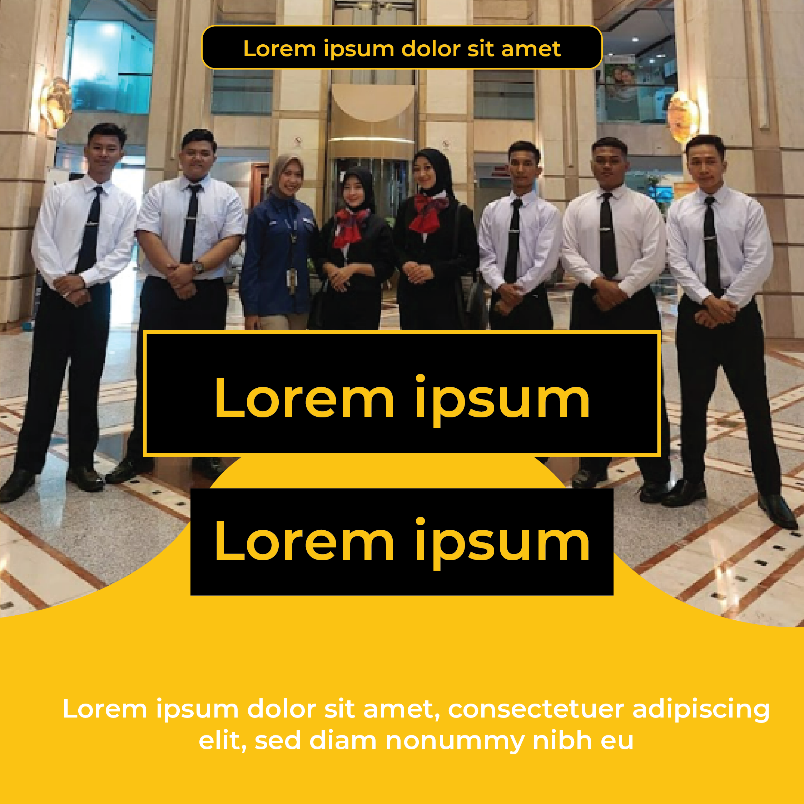 Lorem ipsum dolor sit amet
Lorem ipsum
Lorem ipsum
Lorem ipsum dolor sit amet, consectetuer adipiscing
elit, sed diam nonummy nibh eu